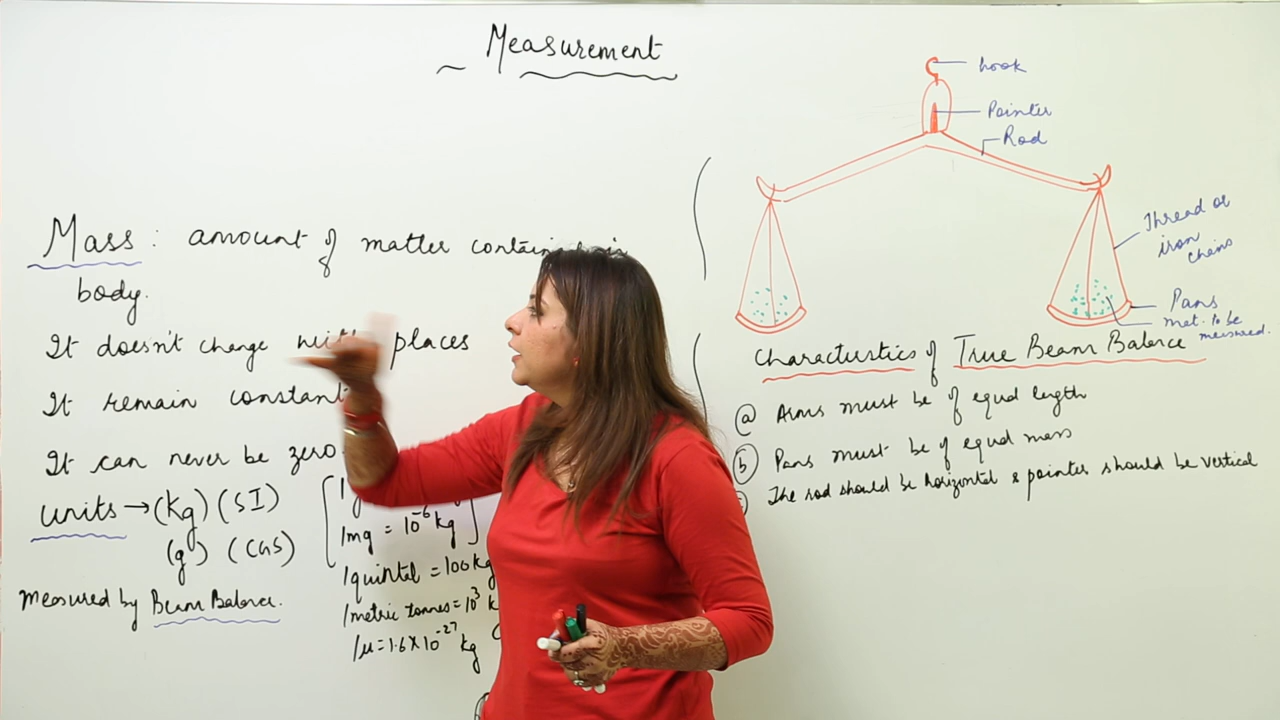 Measurement
Mass: amount of matter contain in
body.
It doesn't change with places
It remain constant
It can never be zero.
units → (Kg) (SI)
(g) (CGS)
Measured by Beam Balance.
1mg = 10⁻⁶ kg
1quintel = 100kg
1metric tonnes = 10³ k
1u = 1.6 X 10⁻²⁷ kg
hook
Pointer
Rod
Thread or
iron
chains
Pans
mat. to be
measured.
Charactustics of True Beam Balance
(a) Arms must be of equal length
(b) Pans must be of equal mass
The rod should be horizontal & pointer should be vertical